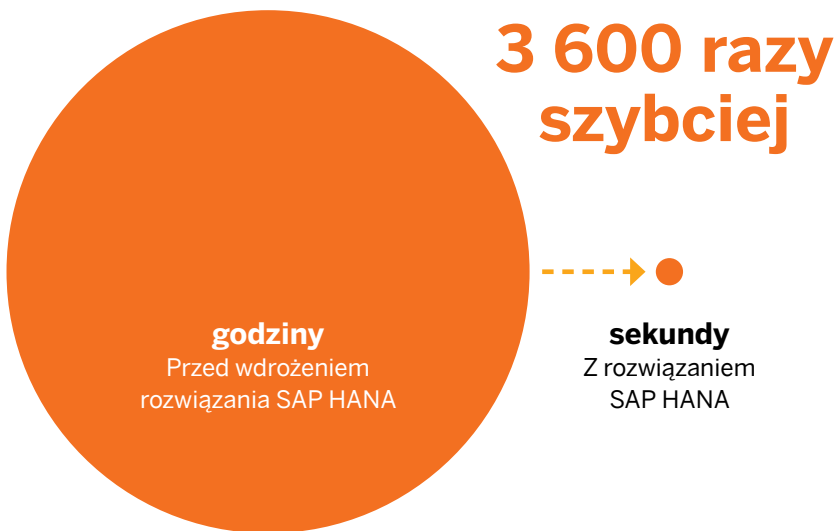 3 600 razy
szybciej
godziny
Przed wdrożeniem
rozwiązania SAP HANA
sekundy
Z rozwiązaniem
SAP HANA